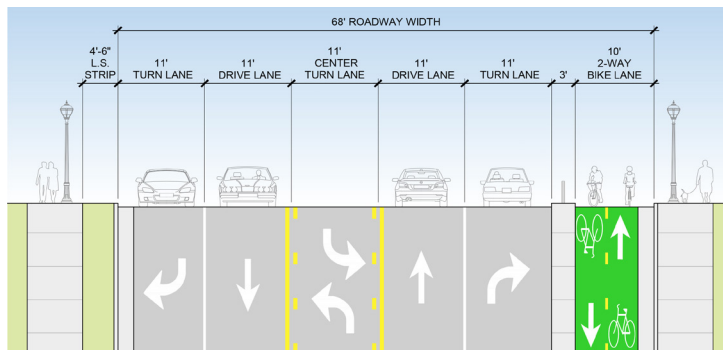 68' ROADWAY WIDTH
4'-6"
L.S.
STRIP
11'
TURN LANE
11'
DRIVE LANE
11'
CENTER
TURN LANE
11'
DRIVE LANE
11'
TURN LANE
3'
10'
2-WAY
BIKE LANE